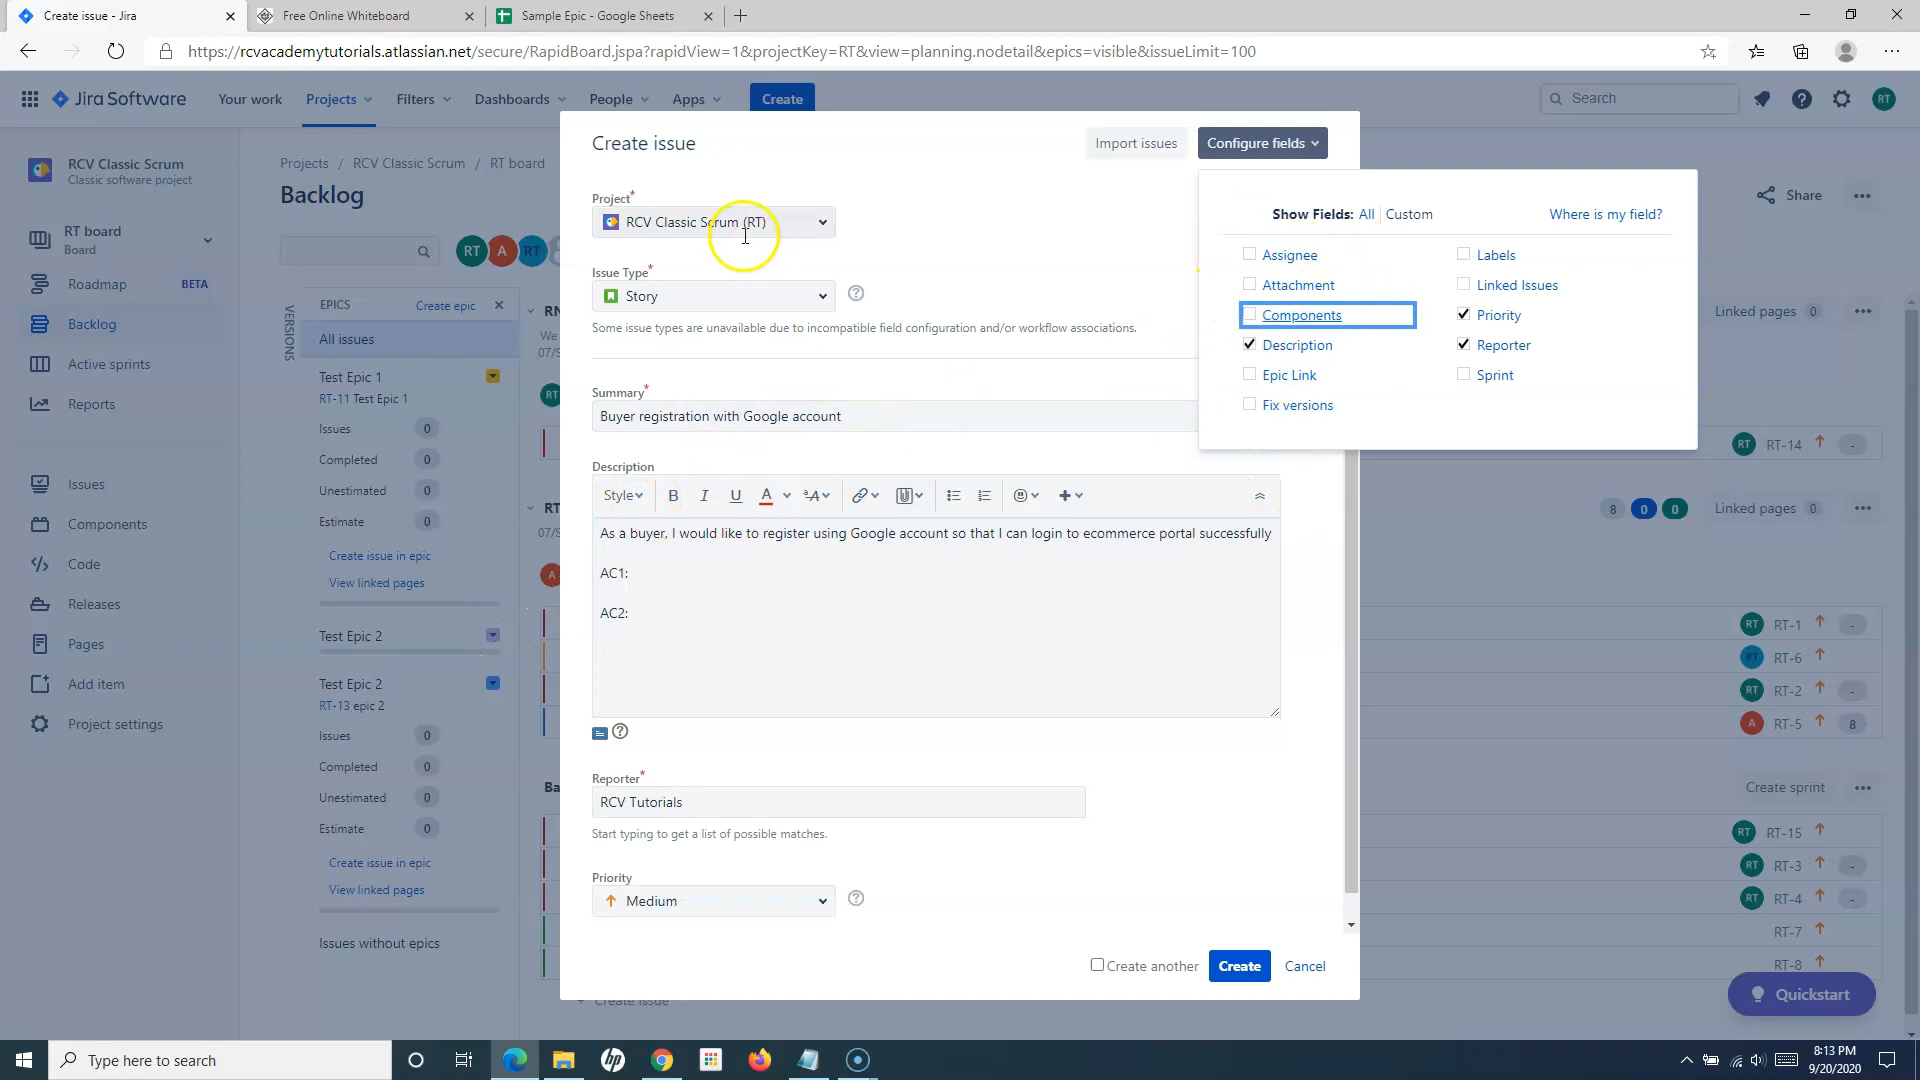 Create issue - Jira
Free Online Whiteboard
Sample Epic - Google Sheets
https://rcvacademytutorials.atlassian.net/secure/RapidBoard.jspa?rapidView=1&projectKey=RT&view=planning.nodetail&epics=visible&issueLimit=100
Jira Software
Your work
Projects
Filters
Dashboards
People
Apps
Create
Search
RT
RCV Classic Scrum
Classic software project
RT board
Board
Roadmap
BETA
Backlog
Active sprints
Reports
Issues
Components
Code
Releases
Pages
Add item
Project settings
Projects / RCV Classic Scrum / RT board
Backlog
Share
RT A RT
VERSIONS
EPICS
Create epic
All issues
Test Epic 1
RT-11 Test Epic 1
Issues 0
Completed 0
Unestimated 0
Estimate 0
Create issue in epic
View linked pages
Test Epic 2
Test Epic 2
RT-13 epic 2
Issues 0
Completed 0
Unestimated 0
Estimate 0
Create issue in epic
View linked pages
Issues without epics
We
07/S
RT
RT
07/S
A
Ba
Create issue
Import issues
Configure fields
Project*
RCV Classic Scrum (RT)
Issue Type*
Story
Some issue types are unavailable due to incompatible field configuration and/or workflow associations.
Summary*
Buyer registration with Google account
Description
Style
B I U A
As a buyer, I would like to register using Google account so that I can login to ecommerce portal successfully
AC1:
AC2:
Reporter*
RCV Tutorials
Start typing to get a list of possible matches.
Priority
Medium
Create another
Create
Cancel
Create issue
Show Fields: All Custom
Where is my field?
Assignee
Labels
Attachment
Linked Issues
Components
Priority
Description
Reporter
Epic Link
Sprint
Fix versions
Linked pages 0
RT RT-14 -
8 0 0 Linked pages 0
RT RT-1 -
RT RT-6
RT RT-2 -
A RT-5 8
Create sprint
RT RT-15
RT RT-3 -
RT RT-4 -
RT-7
RT-8
Quickstart
Type here to search
8:13 PM
9/20/2020